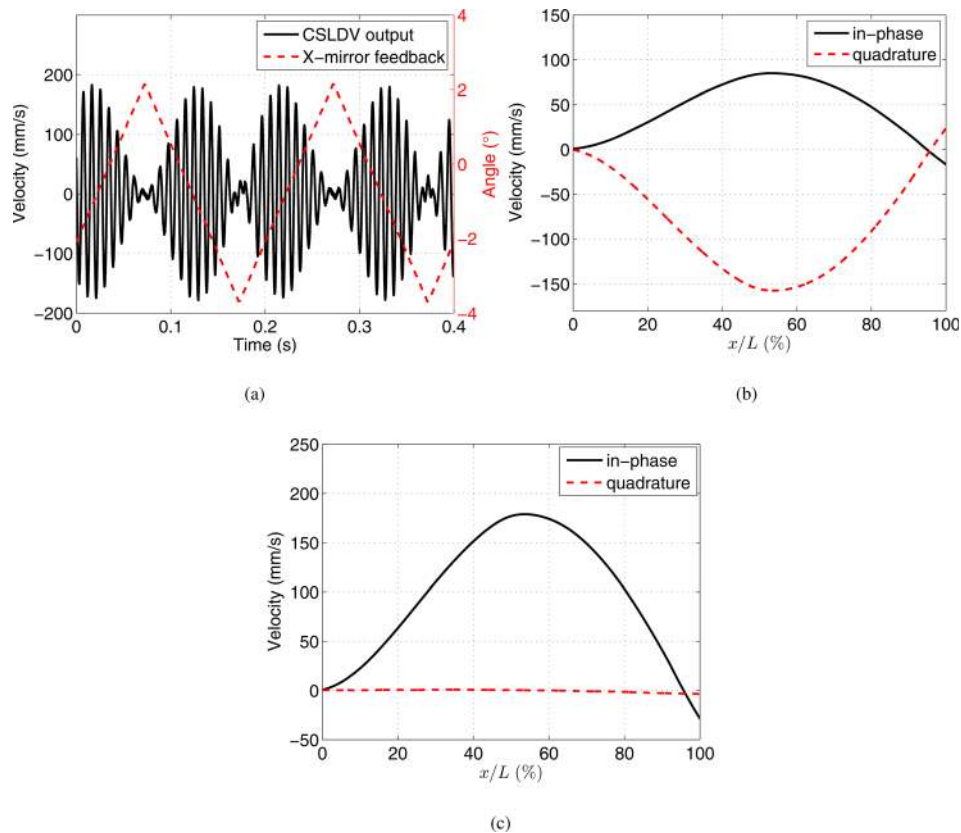 CSLDV output
X−mirror feedback
Velocity (mm/s)
200
100
0
−100
−200
4
2
0
−2
−4
Angle (°)
0 0.1 0.2 0.3 0.4
Time (s)
(a)
in−phase
quadrature
Velocity (mm/s)
150
100
50
0
−50
−100
−150
0 20 40 60 80 100
x/L (%)
(b)
in−phase
quadrature
Velocity (mm/s)
250
200
150
100
50
0
−50
0 20 40 60 80 100
x/L (%)
(c)